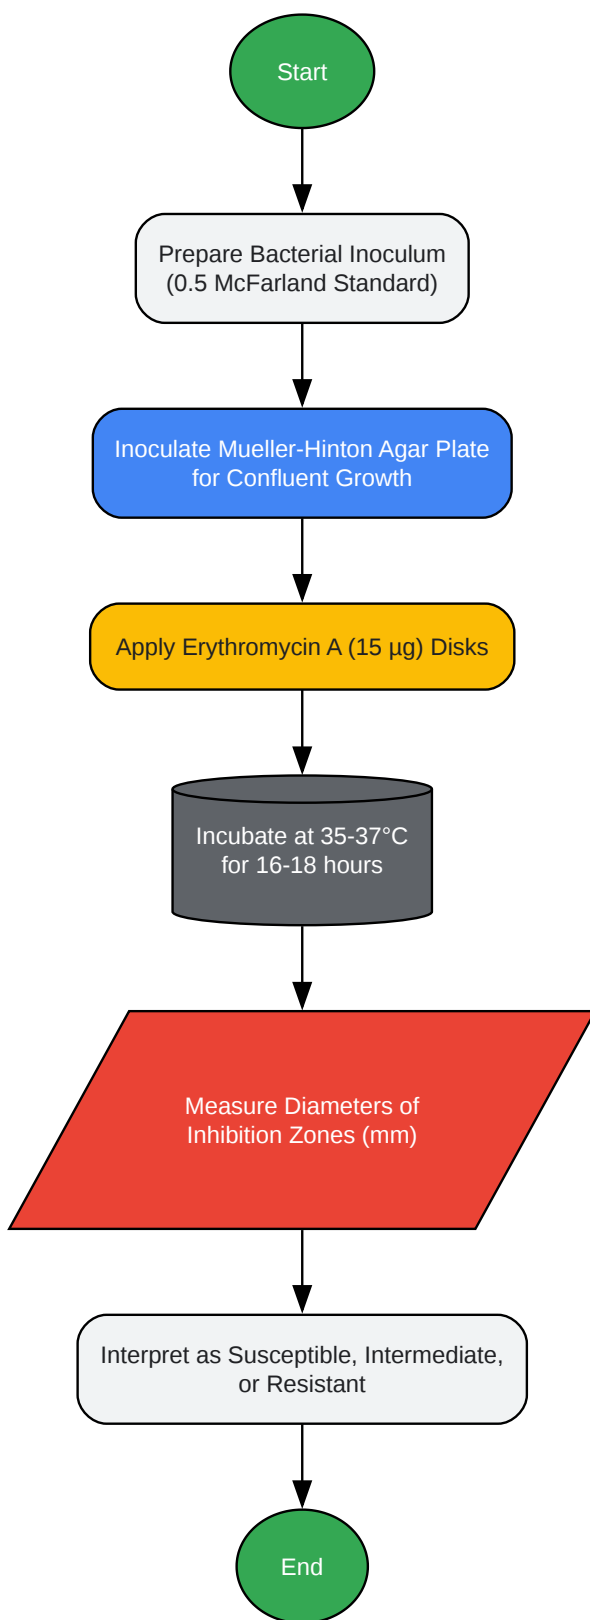 Start
Prepare Bacterial Inoculum
(0.5 McFarland Standard)
Inoculate Mueller-Hinton Agar Plate
for Confluent Growth
Apply Erythromycin A (15 µg) Disks
Incubate at 35-37°C
for 16-18 hours
Measure Diameters of
Inhibition Zones (mm)
Interpret as Susceptible, Intermediate,
or Resistant
End